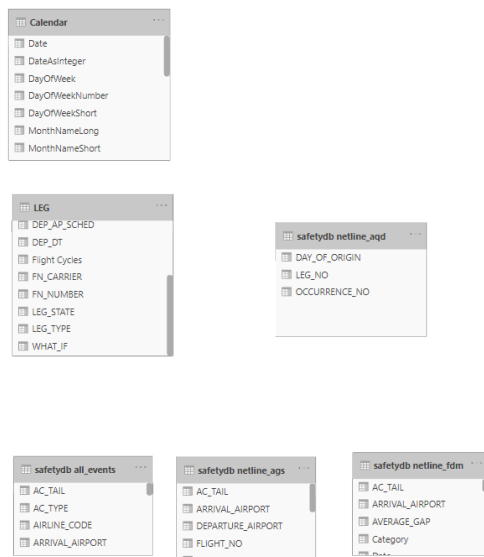 Calendar
Date
DateAsInteger
DayOfWeek
DayOfWeekNumber
DayOfWeekShort
MonthNameLong
MonthNameShort
LEG
DEP_AP_SCHED
DEP_DT
Flight Cycles
FN_CARRIER
FN_NUMBER
LEG_STATE
LEG_TYPE
WHAT_IF
safetydb netline_aqd
DAY_OF_ORIGIN
LEG_NO
OCCURRENCE_NO
safetydb all_events
AC_TAIL
AC_TYPE
AIRLINE_CODE
ARRIVAL_AIRPORT
safetydb netline_ags
AC_TAIL
ARRIVAL_AIRPORT
DEPARTURE_AIRPORT
FLIGHT_NO
safetydb netline_fdm
AC_TAIL
ARRIVAL_AIRPORT
AVERAGE_GAP
Category